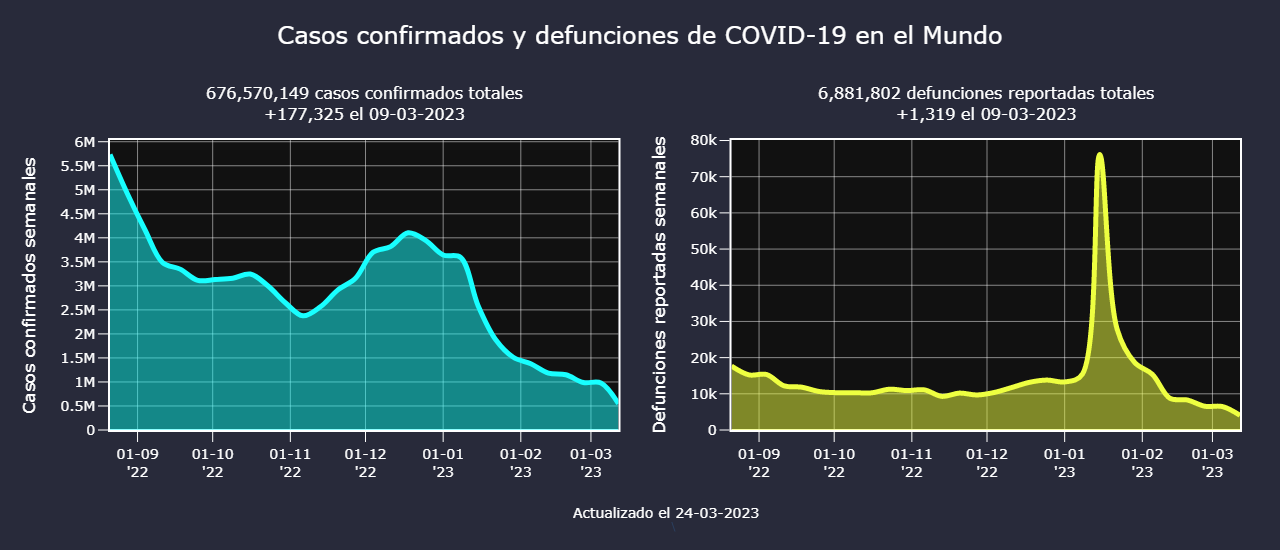 Casos confirmados y defunciones de COVID-19 en el Mundo
676,570,149 casos confirmados totales
+177,325 el 09-03-2023
Casos confirmados semanales
6M
5.5M
5M
4.5M
4M
3.5M
3M
2.5M
2M
1.5M
1M
0.5M
0
01-09 '22
01-10 '22
01-11 '22
01-12 '22
01-01 '23
01-02 '23
01-03 '23
6,881,802 defunciones reportadas totales
+1,319 el 09-03-2023
Defunciones reportadas semanales
80k
70k
60k
50k
40k
30k
20k
10k
0
01-09 '22
01-10 '22
01-11 '22
01-12 '22
01-01 '23
01-02 '23
01-03 '23
Actualizado el 24-03-2023